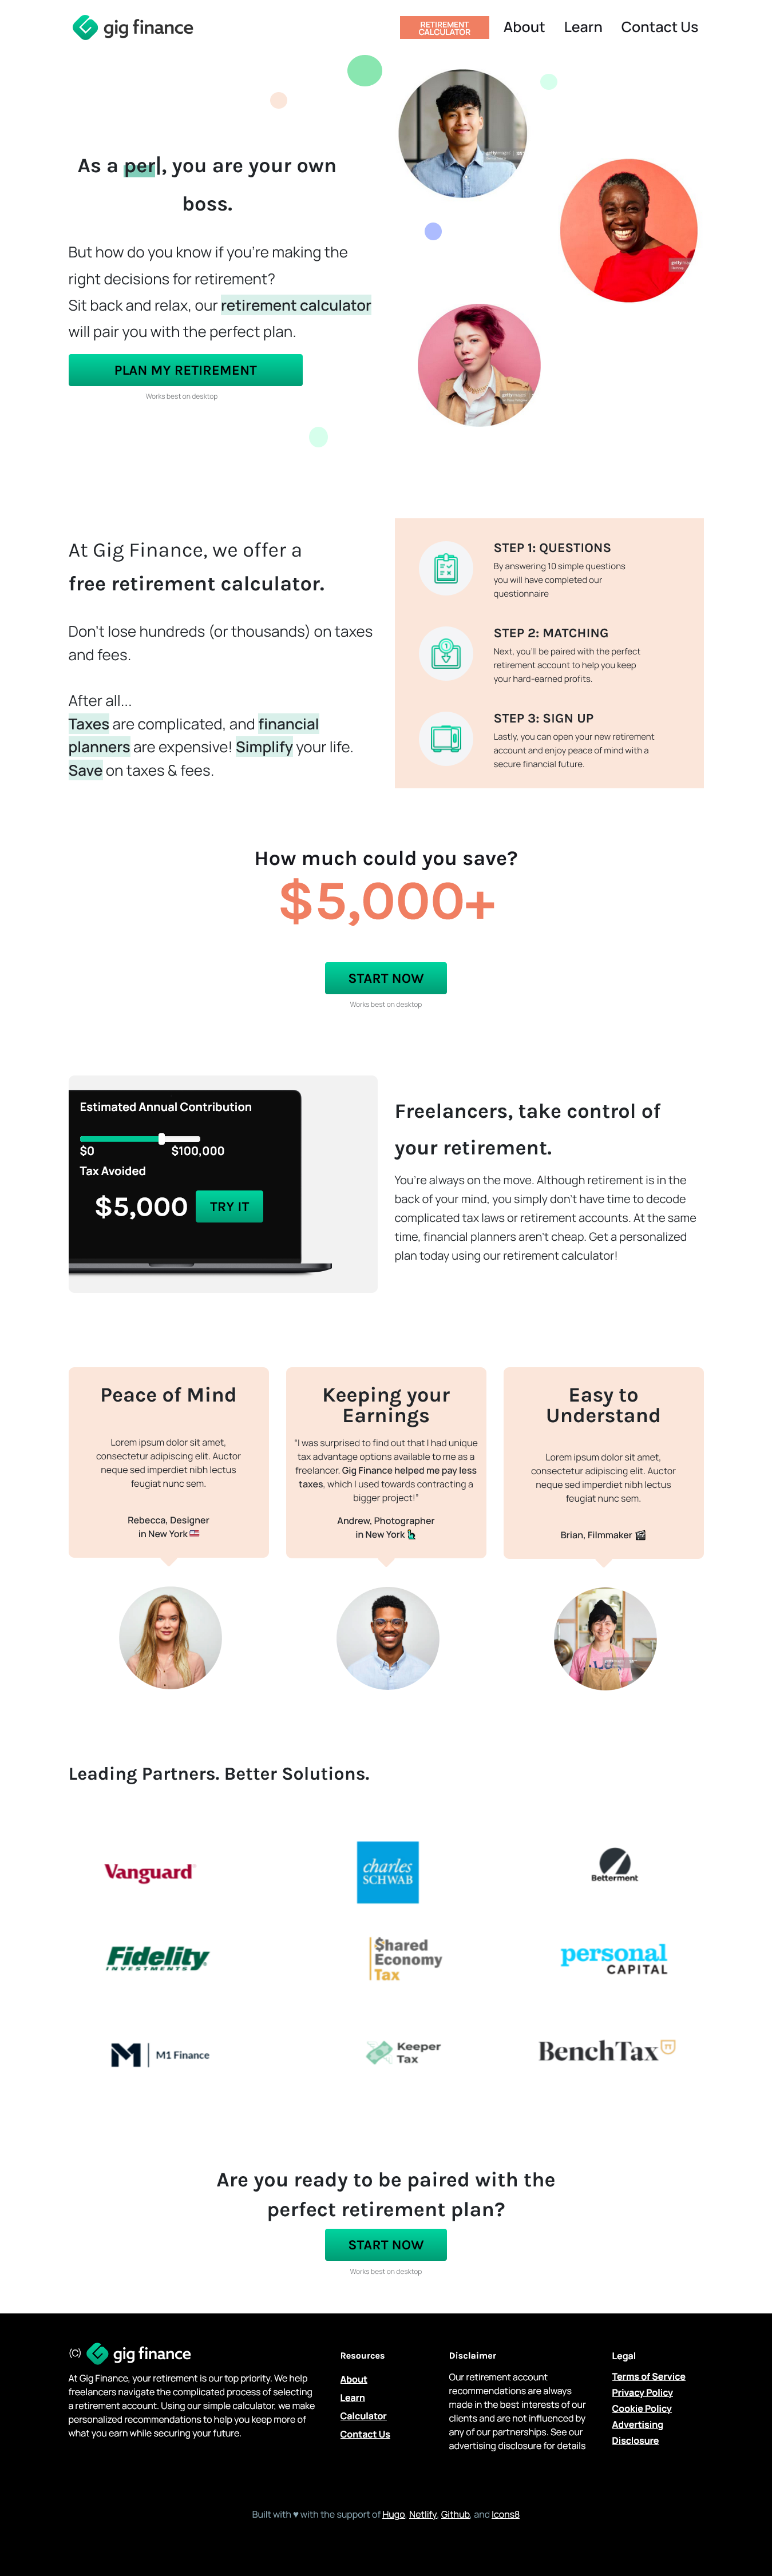 gig finance
RETIREMENT
CALCULATOR
About
Learn
Contact Us
As a per|, you are your own
boss.
But how do you know if you're making the
right decisions for retirement?
Sit back and relax, our retirement calculator
will pair you with the perfect plan.
PLAN MY RETIREMENT
Works best on desktop
At Gig Finance, we offer a
free retirement calculator.
Don't lose hundreds (or thousands) on taxes
and fees.
After all...
Taxes are complicated, and financial
planners are expensive! Simplify your life.
Save on taxes & fees.
STEP 1: QUESTIONS
By answering 10 simple questions
you will have completed our
questionnaire
STEP 2: MATCHING
Next, you'll be paired with the perfect
retirement account to help you keep
your hard-earned profits.
STEP 3: SIGN UP
Lastly, you can open your new retirement
account and enjoy peace of mind with a
secure financial future.
How much could you save?
$5,000+
START NOW
Works best on desktop
Estimated Annual Contribution
$0
$100,000
Tax Avoided
$5,000
TRY IT
Freelancers, take control of
your retirement.
You're always on the move. Although retirement is in the
back of your mind, you simply don't have time to decode
complicated tax laws or retirement accounts. At the same
time, financial planners aren't cheap. Get a personalized
plan today using our retirement calculator!
Peace of Mind
Lorem ipsum dolor sit amet,
consectetur adipiscing elit. Auctor
neque sed imperdiet nibh lectus
feugiat nunc sem.
Rebecca, Designer
in New York
Keeping your
Earnings
"I was surprised to find out that I had unique
tax advantage options available to me as a
freelancer. Gig Finance helped me pay less
taxes, which I used towards contracting a
bigger project!"
Andrew, Photographer
in New York
Easy to
Understand
Lorem ipsum dolor sit amet,
consectetur adipiscing elit. Auctor
neque sed imperdiet nibh lectus
feugiat nunc sem.
Brian, Filmmaker
Leading Partners. Better Solutions.
Vanguard
charles
SCHWAB
Betterment
Fidelity
INVESTMENTS
$hared
Economy
Tax
personal
CAPITAL
M1 Finance
Keeper
Tax
BenchTax
Are you ready to be paired with the
perfect retirement plan?
START NOW
Works best on desktop
(C) gig finance
At Gig Finance, your retirement is our top priority. We help
freelancers navigate the complicated process of selecting
a retirement account. Using our simple calculator, we make
personalized recommendations to help you keep more of
what you earn while securing your future.
Resources
About
Learn
Calculator
Contact Us
Disclaimer
Our retirement account
recommendations are always
made in the best interests of our
clients and are not influenced by
any of our partnerships. See our
advertising disclosure for details
Legal
Terms of Service
Privacy Policy
Cookie Policy
Advertising
Disclosure
Built with ♥ with the support of Hugo, Netlify, Github, and Icons8